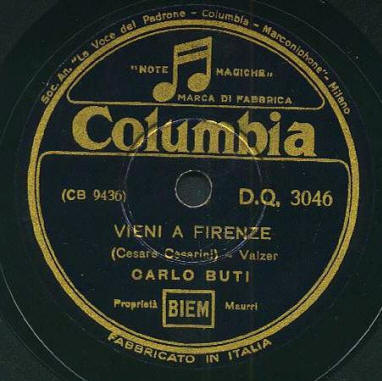 Soc. An. "La Voce del Padrone - Columbia - Marconiphone" - Milano
"NOTE MAGICHE"
MARCA DI FABBRICA
Columbia
(CB 9436) D.Q. 3046
VIENI A FIRENZE
(Cesare Cesarini) - Valzer
CARLO BUTI
Proprietà BIEM Maurri
FABBRICATO IN ITALIA